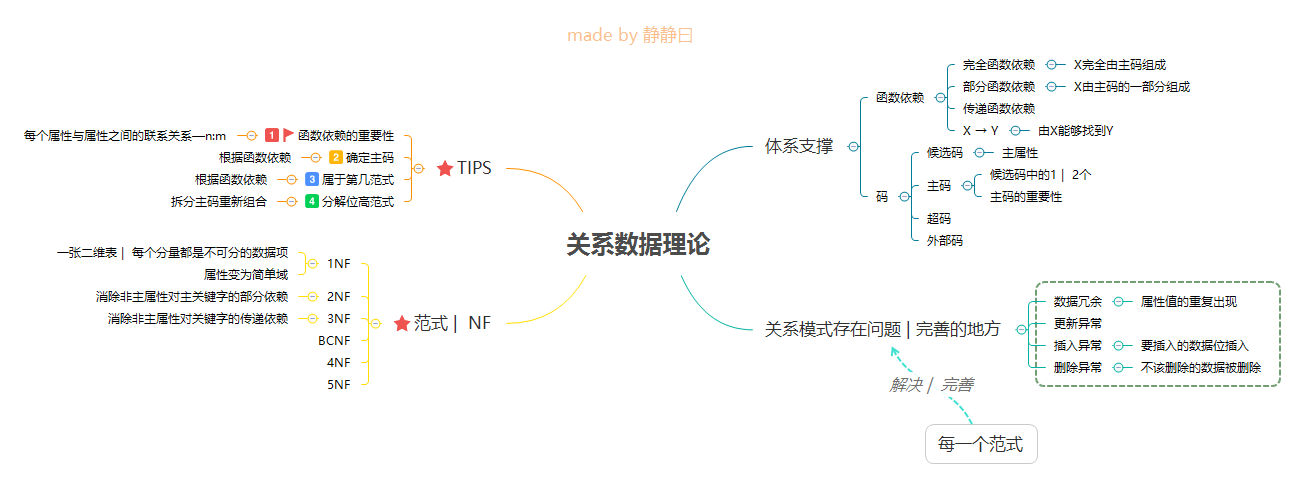 made by 静静曰
关系数据理论
TIPS
1 函数依赖的重要性
每个属性与属性之间的联系关系—n:m
2 确定主码
根据函数依赖
3 属于第几范式
根据函数依赖
4 分解位高范式
拆分主码重新组合
范式 | NF
1NF
一张二维表 | 每个分量都是不可分的数据项
属性变为简单域
2NF
消除非主属性对主关键字的部分依赖
3NF
消除非主属性对关键字的传递依赖
BCNF
4NF
5NF
体系支撑
函数依赖
完全函数依赖
X完全由主码组成
部分函数依赖
X由主码的一部分组成
传递函数依赖
X → Y
由X能够找到Y
码
候选码
主属性
主码
候选码中的1 | 2个
主码的重要性
超码
外部码
关系模式存在问题 | 完善的地方
数据冗余
属性值的重复出现
更新异常
插入异常
要插入的数据位插入
删除异常
不该删除的数据被删除
解决 / 完善
每一个范式